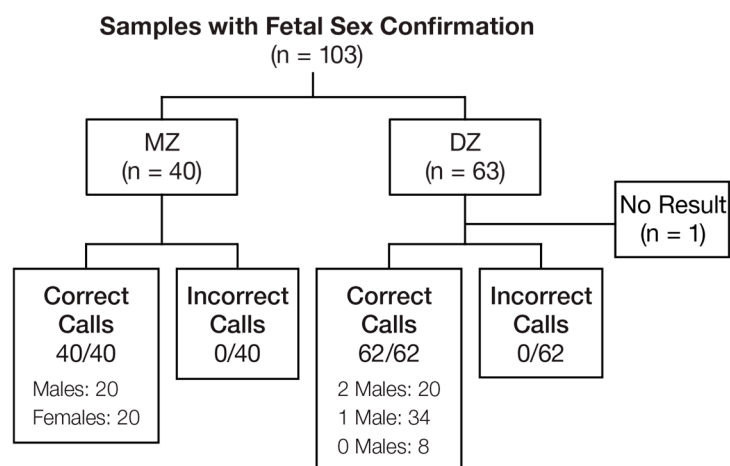 Samples with Fetal Sex Confirmation
(n = 103)
MZ
(n = 40)
DZ
(n = 63)
No Result
(n = 1)
Correct
Calls
40/40
Males: 20
Females: 20
Incorrect
Calls
0/40
Correct
Calls
62/62
2 Males: 20
1 Male: 34
0 Males: 8
Incorrect
Calls
0/62